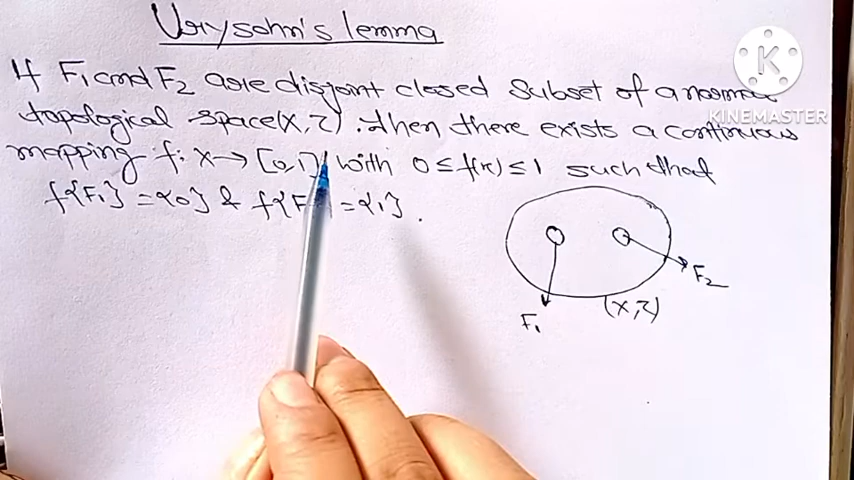 Urysohn's lemma
If F₁ and F₂ are disjoint closed subset of a normal
topological space (X, τ). Then there exists a continuous
mapping f: X → [0,1] with 0 ≤ f(x) ≤ 1 such that
f{F₁} = {0} & f{F = {1}.
F₁
F₂
(X, τ)
K
KINEMASTER